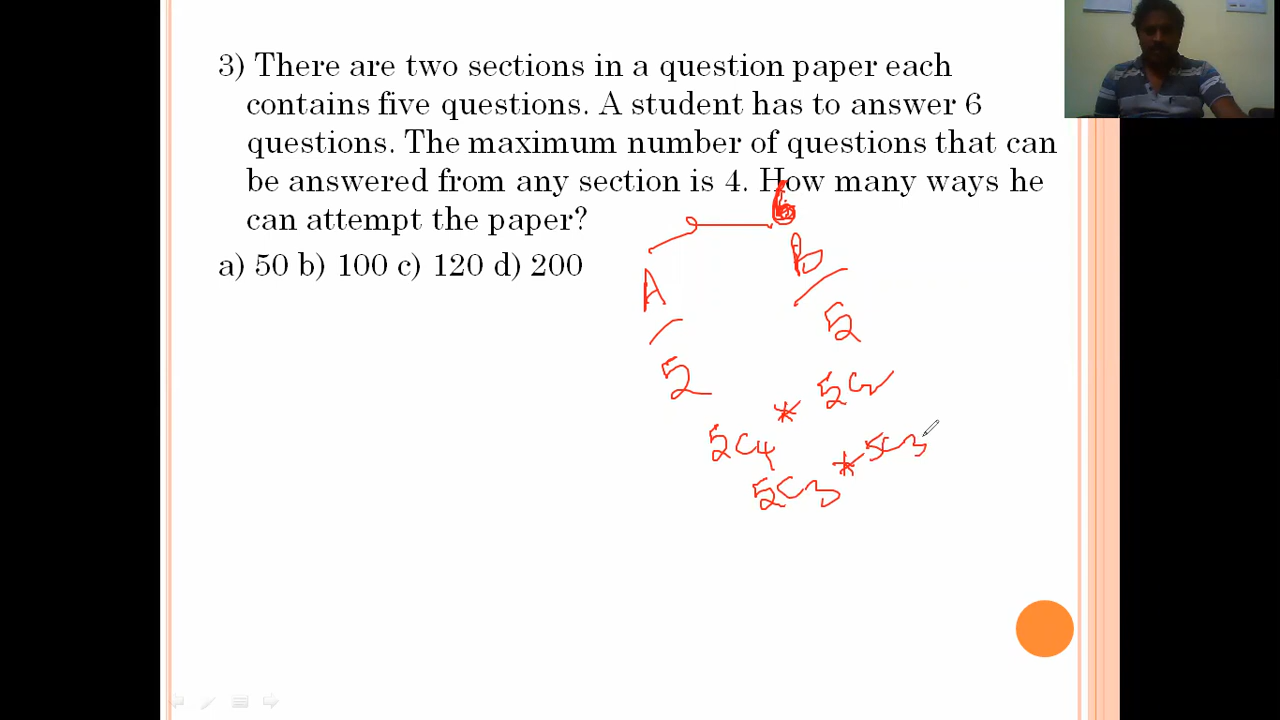 3) There are two sections in a question paper each
contains five questions. A student has to answer 6
questions. The maximum number of questions that can
be answered from any section is 4. How many ways he
can attempt the paper?
a) 50 b) 100 c) 120 d) 200
6
A B
5 5
5C4 * 5C2
5C3 * 5C3